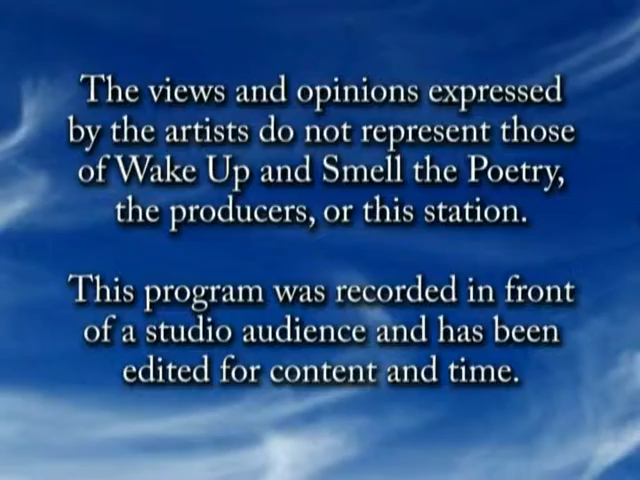 The views and opinions expressed
by the artists do not represent those
of Wake Up and Smell the Poetry,
the producers, or this station.
This program was recorded in front
of a studio audience and has been
edited for content and time.